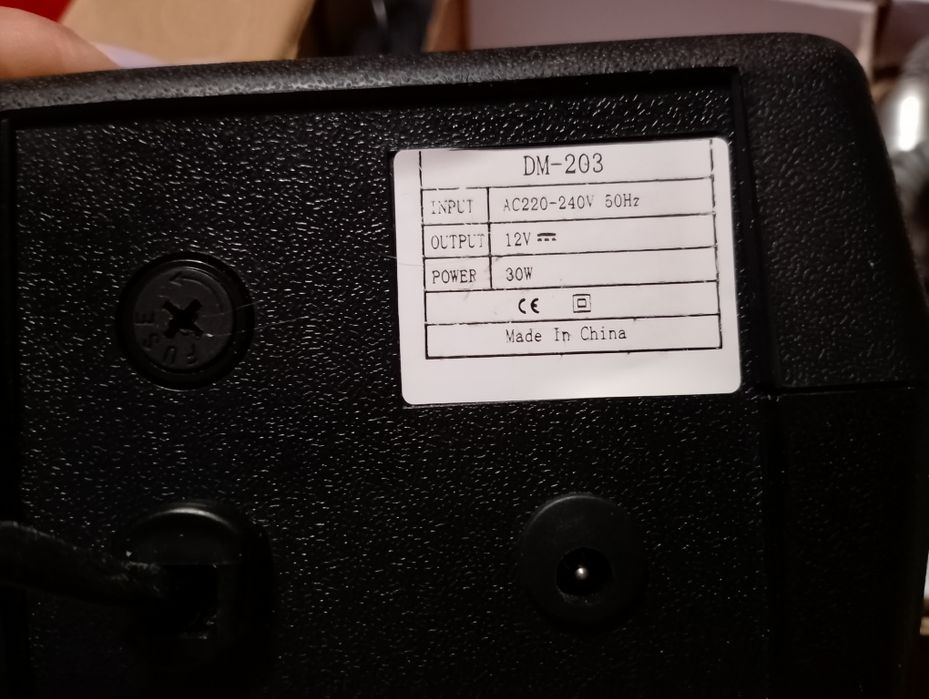 DM-203
INPUT AC220-240V 50Hz
OUTPUT 12V
POWER 30W
CE
Made In China
FUSE